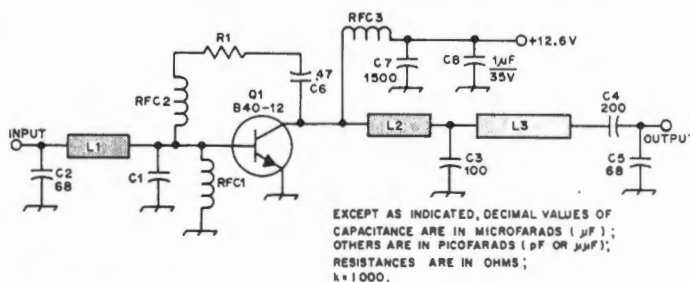 RFC3
+12.6V
R1
C7
1500
C8
1µF
35V
.47
C6
RFC2
Q1
B40-12
C4
200
INPUT
L1
L2
L3
OUTPUT
C2
68
C1
RFC1
C3
100
C5
68
EXCEPT AS INDICATED, DECIMAL VALUES OF
CAPACITANCE ARE IN MICROFARADS (µF);
OTHERS ARE IN PICOFARADS (pF OR µµF);
RESISTANCES ARE IN OHMS;
k=1000.